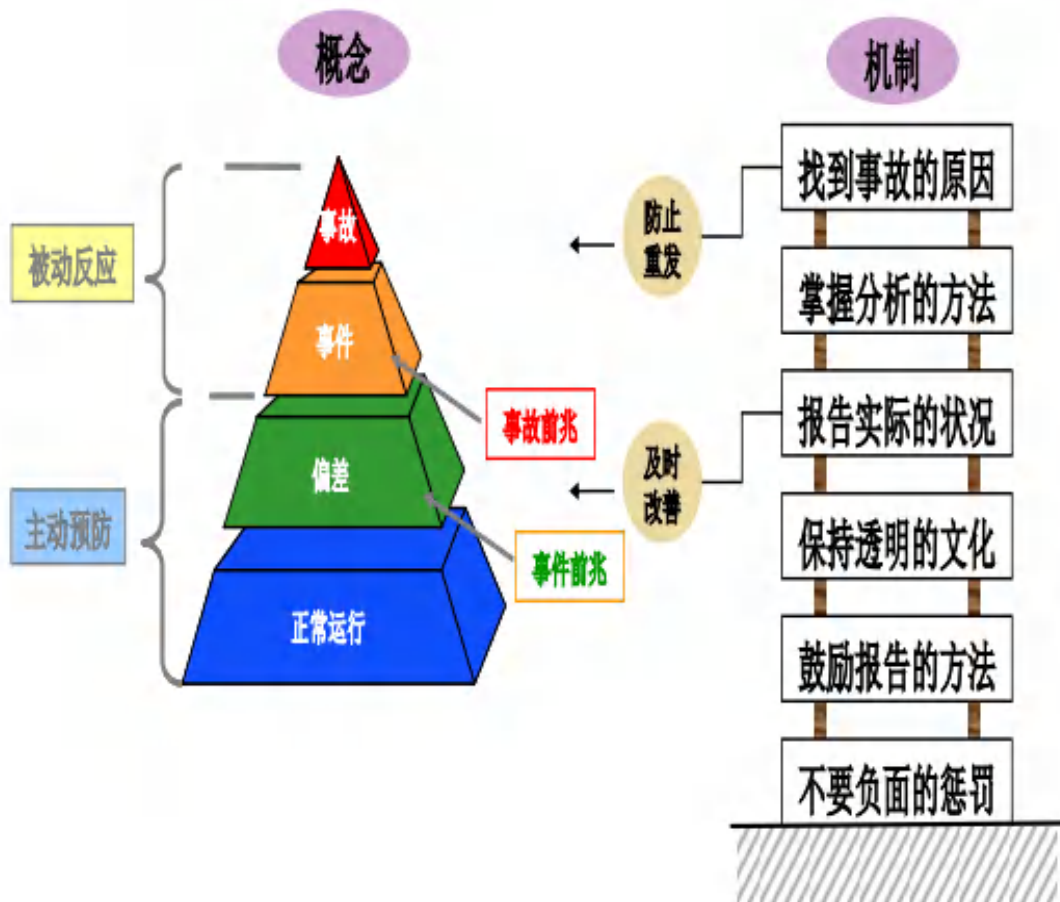 概念
机制
事故
事件
偏差
正常运行
被动反应
主动预防
事故前兆
事件前兆
防止
重发
及时
改善
找到事故的原因
掌握分析的方法
报告实际的状况
保持透明的文化
鼓励报告的方法
不要负面的惩罚